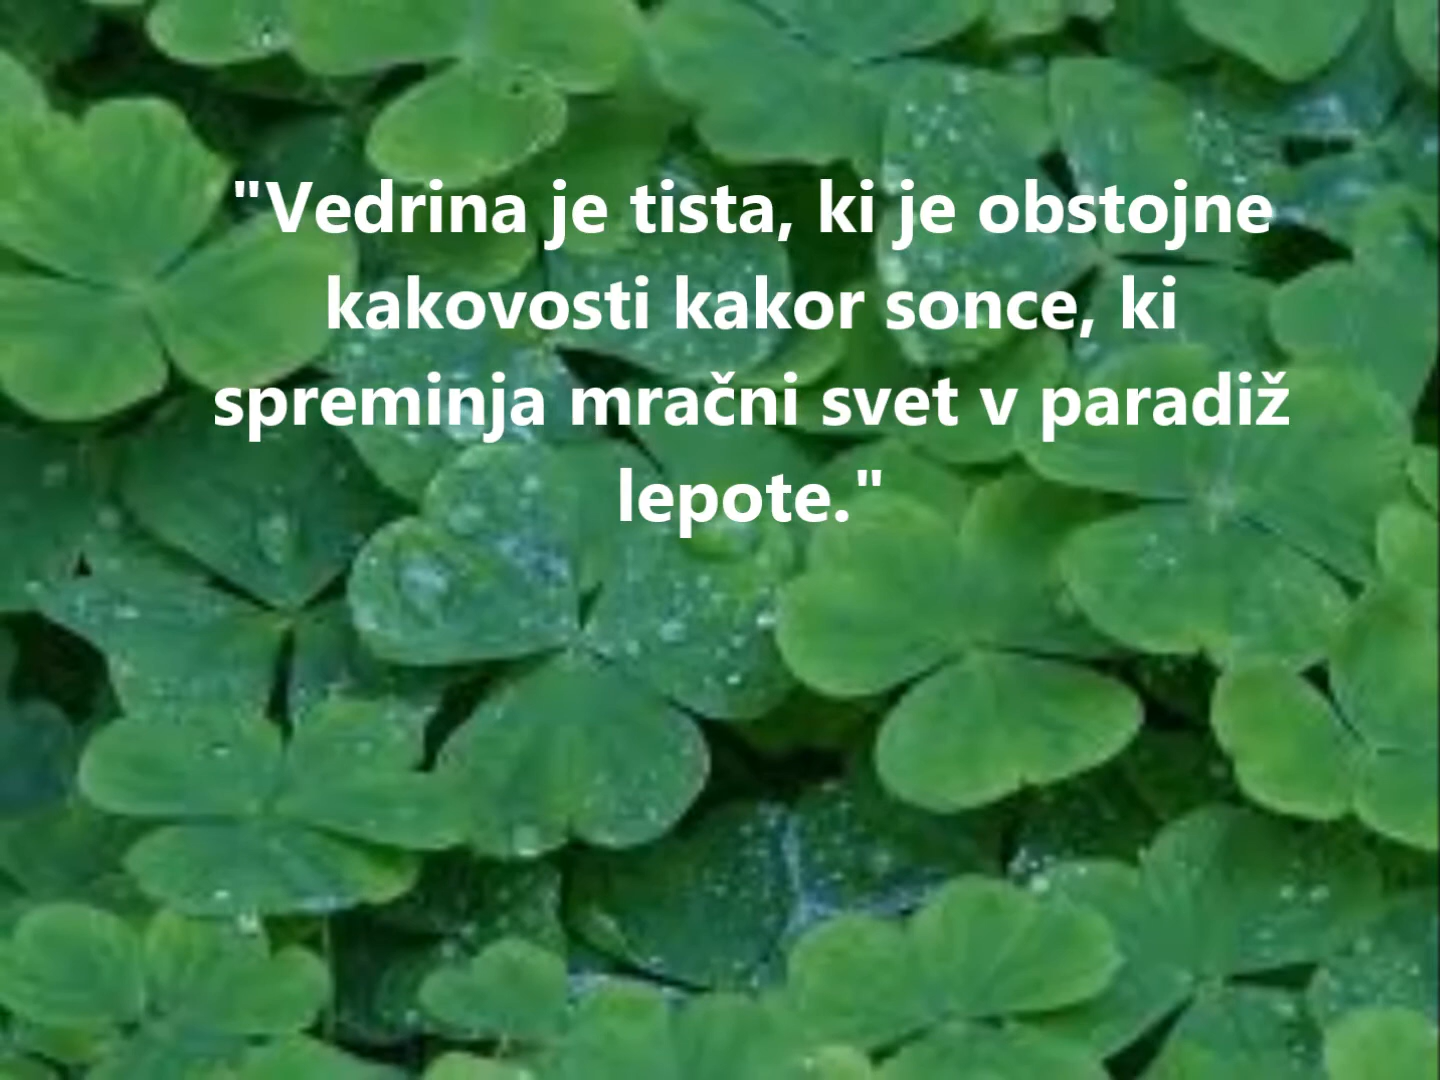 "Vedrina je tista, ki je obstojne
kakovosti kakor sonce, ki
spreminja mračni svet v paradiž
lepote."